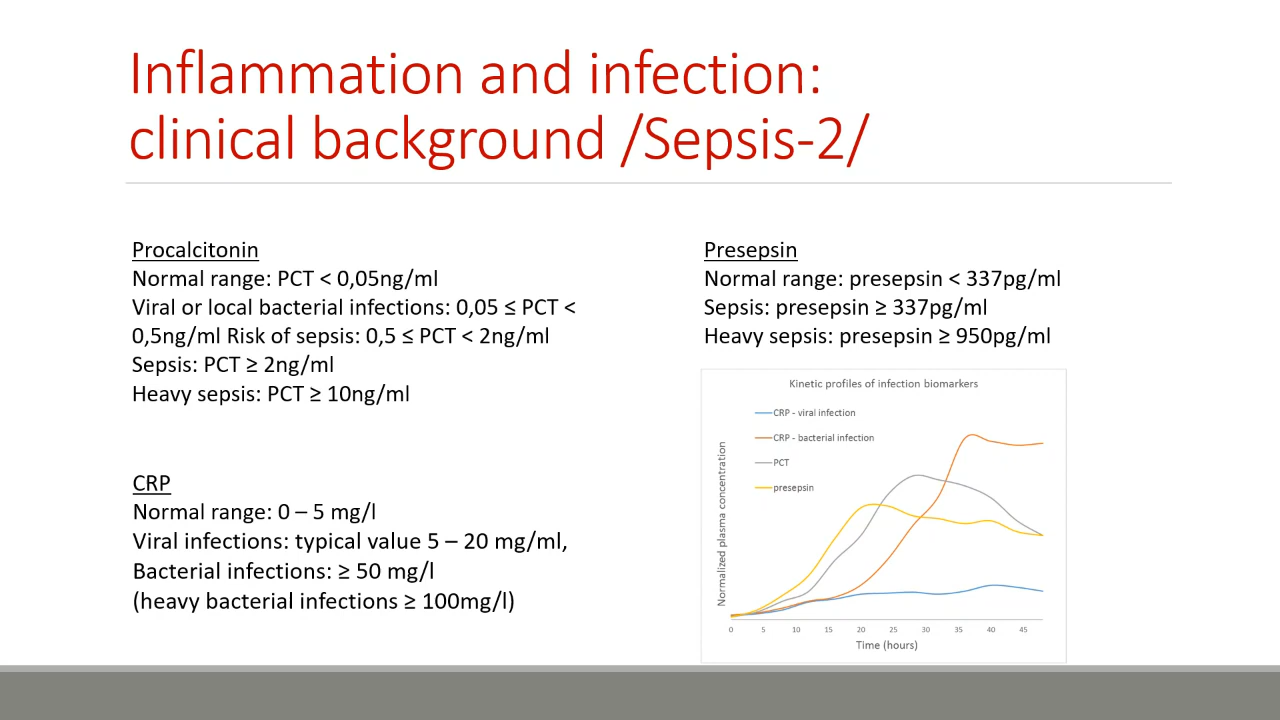 Inflammation and infection:
clinical background /Sepsis-2/
Procalcitonin
Normal range: PCT < 0,05ng/ml
Viral or local bacterial infections: 0,05 ≤ PCT <
0,5ng/ml Risk of sepsis: 0,5 ≤ PCT < 2ng/ml
Sepsis: PCT ≥ 2ng/ml
Heavy sepsis: PCT ≥ 10ng/ml
CRP
Normal range: 0 – 5 mg/l
Viral infections: typical value 5 – 20 mg/ml,
Bacterial infections: ≥ 50 mg/l
(heavy bacterial infections ≥ 100mg/l)
Presepsin
Normal range: presepsin < 337pg/ml
Sepsis: presepsin ≥ 337pg/ml
Heavy sepsis: presepsin ≥ 950pg/ml
Kinetic profiles of infection biomarkers
CRP - viral infection
CRP - bacterial infection
PCT
presepsin
Normalized plasma concentration
0 5 10 15 20 25 30 35 40 45
Time (hours)